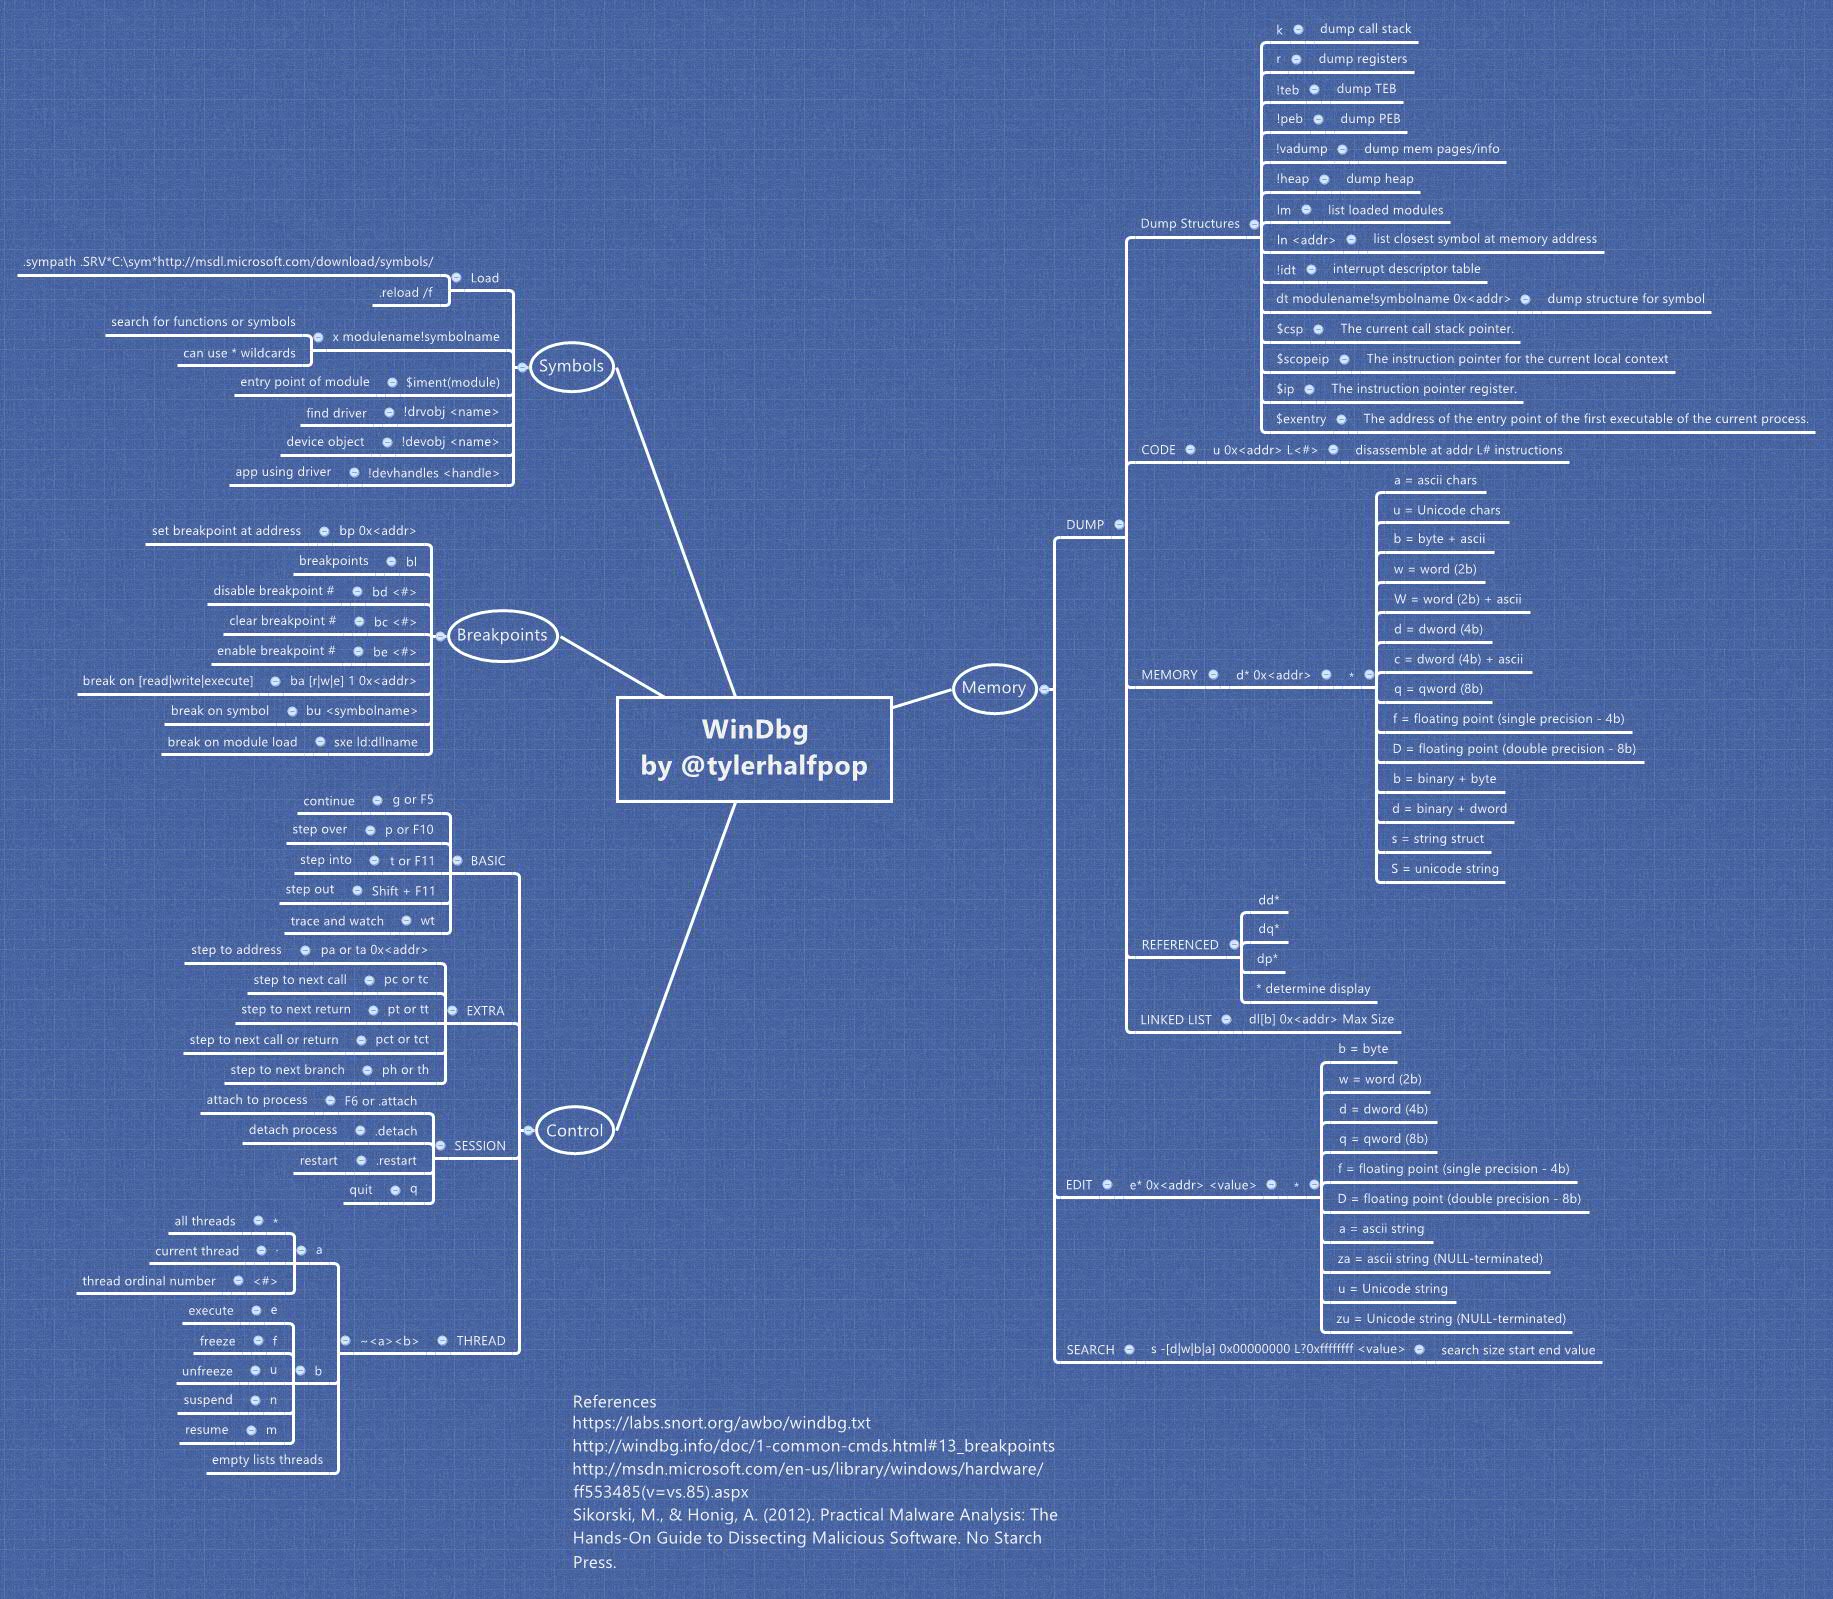 WinDbg
by @tylerhalfpop
Symbols
Load
.sympath .SRV*C:\sym*http://msdl.microsoft.com/download/symbols/
.reload /f
x modulename!symbolname
search for functions or symbols
can use * wildcards
entry point of module $iment(module)
find driver !drvobj <name>
device object !devobj <name>
app using driver !devhandles <handle>
Breakpoints
set breakpoint at address bp 0x<addr>
breakpoints bl
disable breakpoint # bd <#>
clear breakpoint # bc <#>
enable breakpoint # be <#>
break on [read|write|execute] ba [r|w|e] 1 0x<addr>
break on symbol bu <symbolname>
break on module load sxe ld:dllname
Control
BASIC
continue g or F5
step over p or F10
step into t or F11
step out Shift + F11
trace and watch wt
EXTRA
step to address pa or ta 0x<addr>
step to next call pc or tc
step to next return pt or tt
step to next call or return pct or tct
step to next branch ph or th
SESSION
attach to process F6 or .attach
detach process .detach
restart .restart
quit q
THREAD
~<a><b>
a
all threads *
current thread .
thread ordinal number <#>
b
execute e
freeze f
unfreeze u
suspend n
resume m
empty lists threads
Memory
DUMP
Dump Structures
k dump call stack
r dump registers
!teb dump TEB
!peb dump PEB
!vadump dump mem pages/info
!heap dump heap
lm list loaded modules
ln <addr> list closest symbol at memory address
!idt interrupt descriptor table
dt modulename!symbolname 0x<addr> dump structure for symbol
$csp The current call stack pointer.
$scopeip The instruction pointer for the current local context
$ip The instruction pointer register.
$exentry The address of the entry point of the first executable of the current process.
CODE u 0x<addr> L<#> disassemble at addr L# instructions
MEMORY d* 0x<addr> *
a = ascii chars
u = Unicode chars
b = byte + ascii
w = word (2b)
W = word (2b) + ascii
d = dword (4b)
c = dword (4b) + ascii
q = qword (8b)
f = floating point (single precision - 4b)
D = floating point (double precision - 8b)
b = binary + byte
d = binary + dword
s = string struct
S = unicode string
REFERENCED
dd*
dq*
dp*
* determine display
LINKED LIST dl[b] 0x<addr> Max Size
EDIT e* 0x<addr> <value> *
b = byte
w = word (2b)
d = dword (4b)
q = qword (8b)
f = floating point (single precision - 4b)
D = floating point (double precision - 8b)
a = ascii string
za = ascii string (NULL-terminated)
u = Unicode string
zu = Unicode string (NULL-terminated)
SEARCH s -[d|w|b|a] 0x00000000 L?0xffffffff <value> search size start end value
References
https://labs.snort.org/awbo/windbg.txt
http://windbg.info/doc/1-common-cmds.html#13_breakpoints
http://msdn.microsoft.com/en-us/library/windows/hardware/
ff553485(v=vs.85).aspx
Sikorski, M., & Honig, A. (2012). Practical Malware Analysis: The
Hands-On Guide to Dissecting Malicious Software. No Starch
Press.